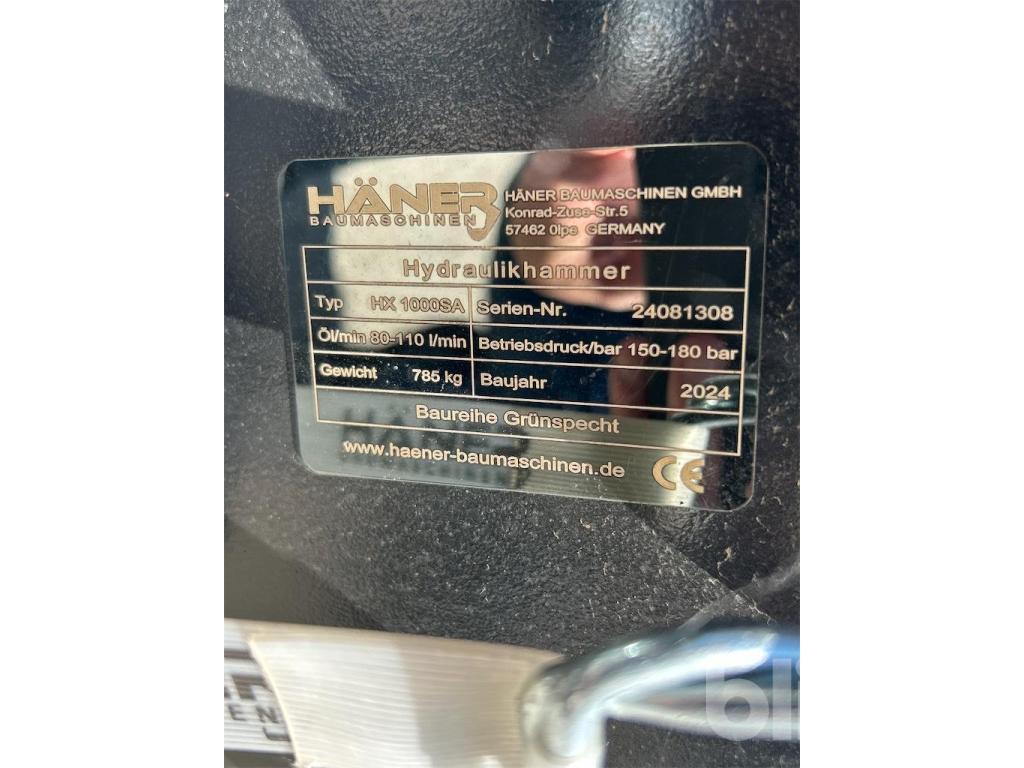 HÄNER
BAUMASCHINEN
HÄNER BAUMASCHINEN GMBH
Konrad-Zuse-Str.5
57462 Olpe GERMANY
Hydraulikhammer
Typ HX 1000SA Serien-Nr. 24081308
Öl/min 80-110 l/min Betriebsdruck/bar 150-180 bar
Gewicht 785 kg Baujahr 2024
Baureihe Grünspecht
www.haener-baumaschinen.de CE